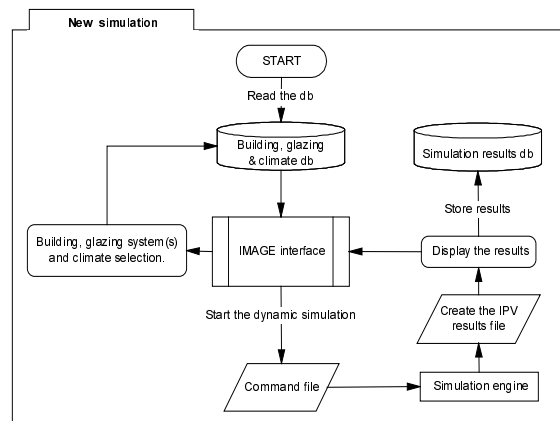 New simulation
START
Read the db
Building, glazing
& climate db
Simulation results db
Store results
Building, glazing system(s)
and climate selection.
IMAGE interface
Display the results
Start the dynamic simulation
Create the IPV
results file
Command file
Simulation engine